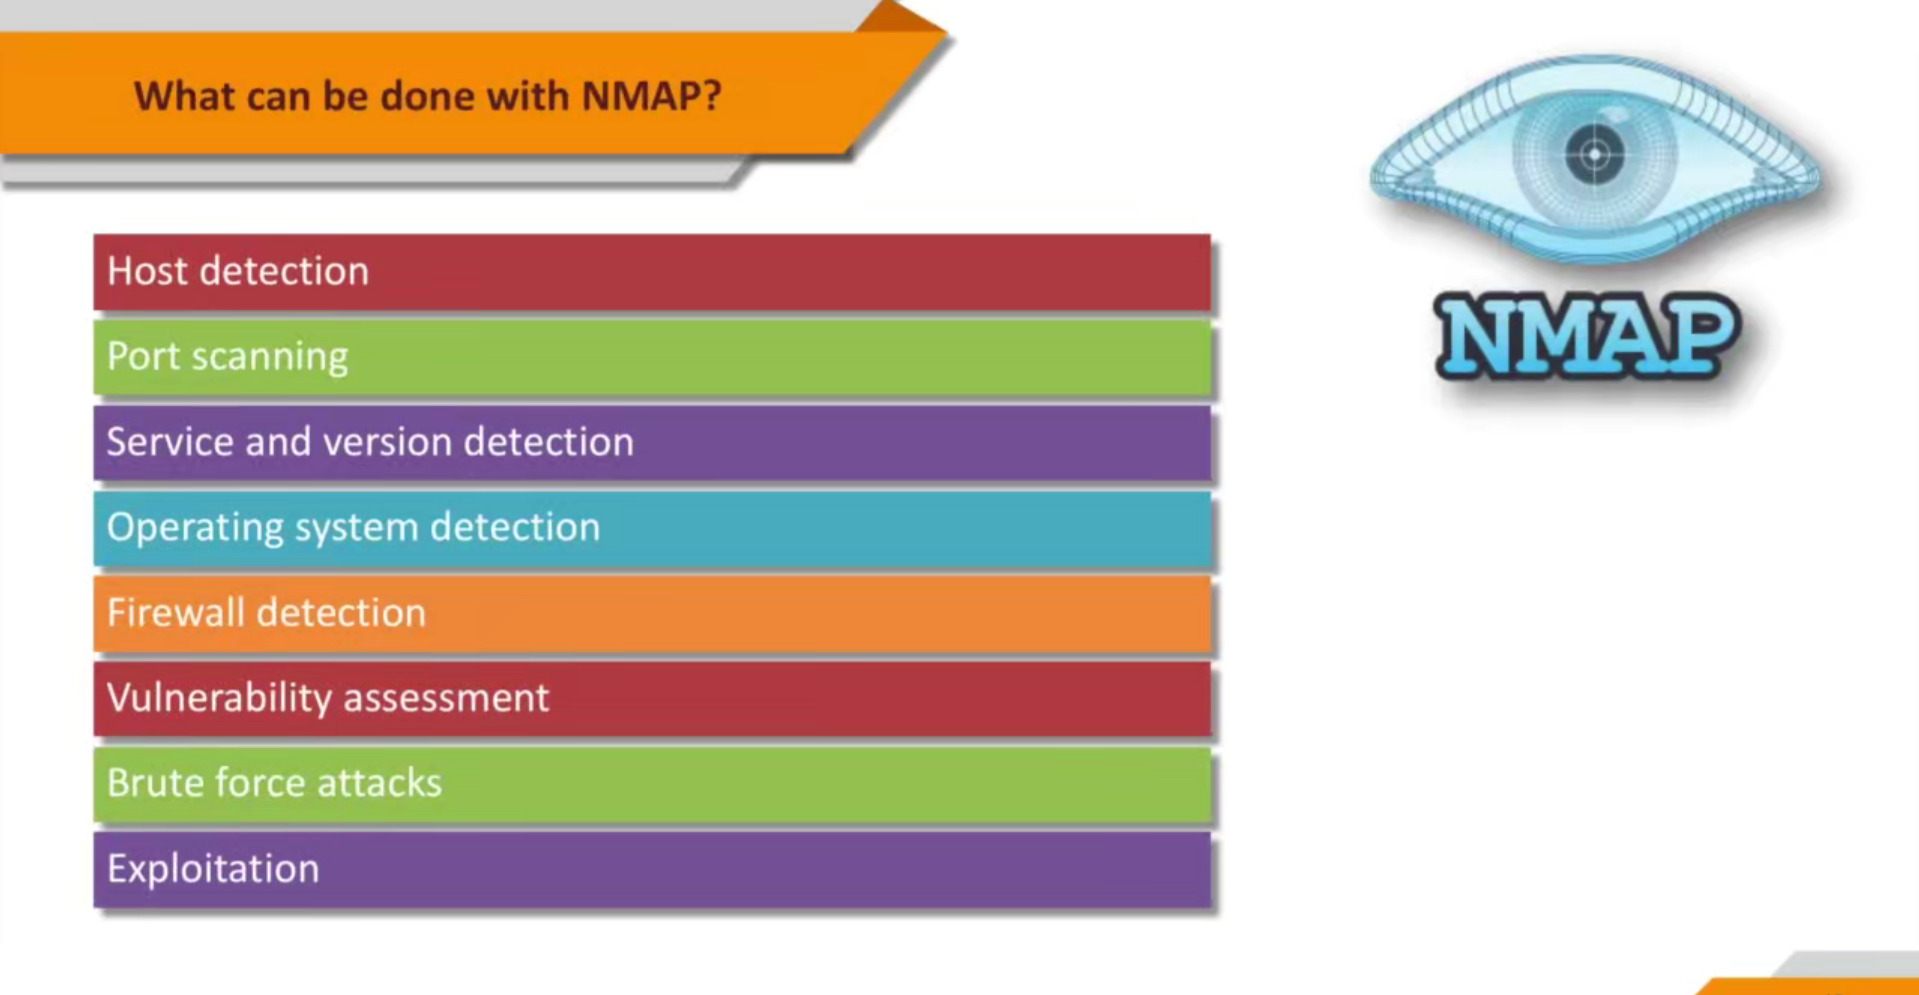 What can be done with NMAP?
NMAP
Host detection
Port scanning
Service and version detection
Operating system detection
Firewall detection
Vulnerability assessment
Brute force attacks
Exploitation